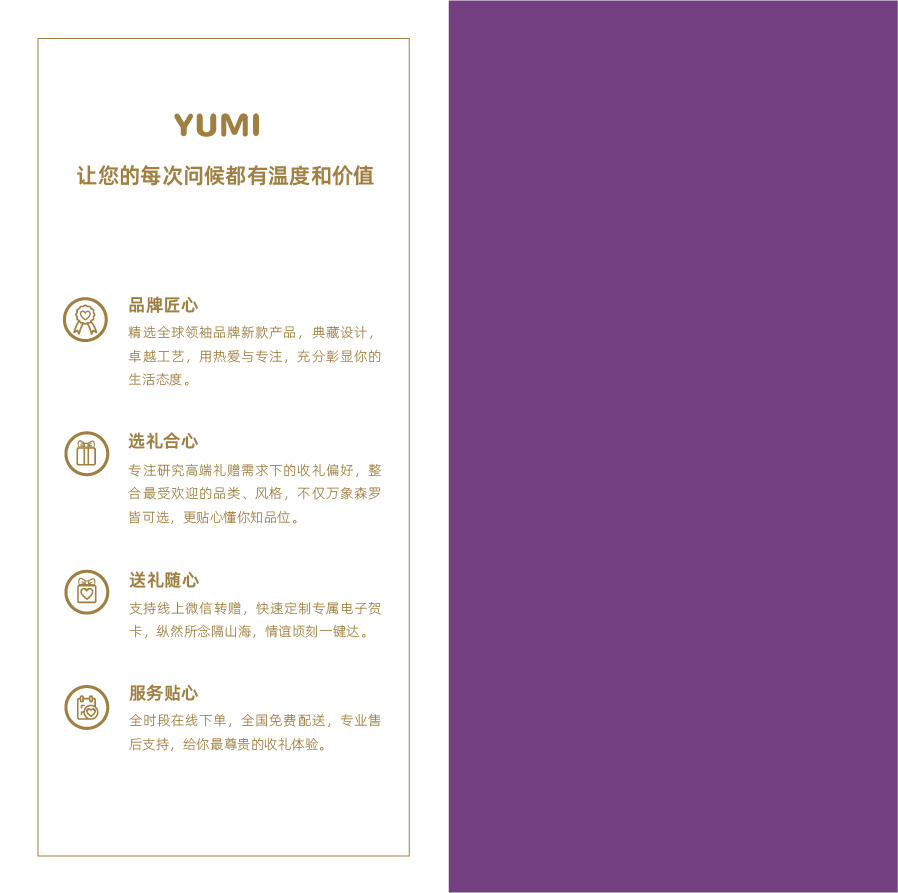 YUMI
让您的每次问候都有温度和价值
品牌匠心
精选全球领袖品牌新款产品，典藏设计，
卓越工艺，用热爱与专注，充分彰显你的
生活态度。
选礼合心
专注研究高端礼赠需求下的收礼偏好，整
合最受欢迎的品类、风格，不仅万象森罗
皆可选，更贴心懂你知品位。
送礼随心
支持线上微信转赠，快速定制专属电子贺
卡，纵然所念隔山海，情谊顷刻一键达。
服务贴心
全时段在线下单，全国免费配送，专业售
后支持，给你最尊贵的收礼体验。